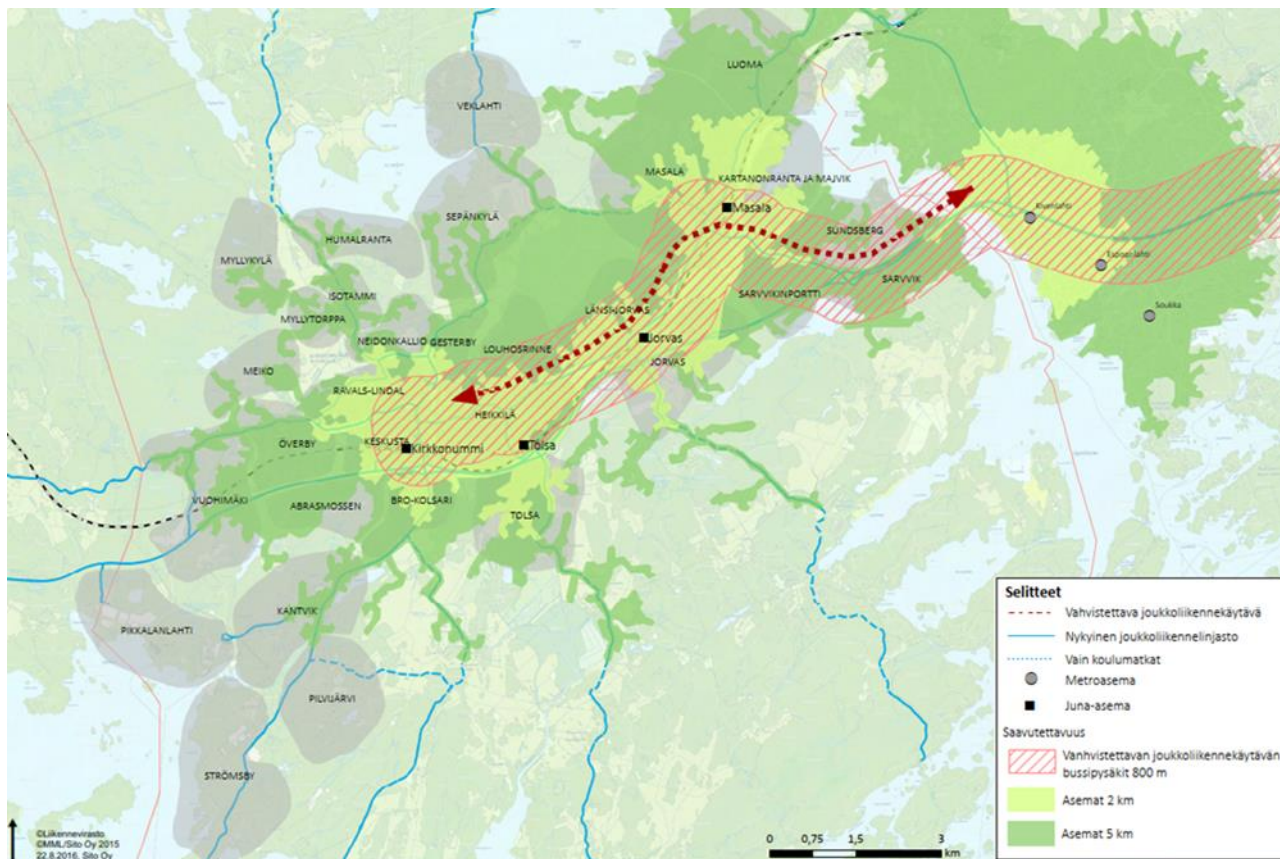 LUOMA
VEKLAHTI
MASALA
KARTANONRANTA JA MAJVIK
Masala
SEPÄNKYLÄ
Kivenlahti
HUMALRANTA
SUNDSBERG
MYLLYKYLÄ
Espoonlahti
ISOTAMMI
SARVVIK
SARVVIKINPORTTI
Soukka
LÄNSI-JORVAS
MYLLYTORPPA
Jorvas
NEIDONKALLIO
GESTERBY
LOUHOSRINNE
JORVAS
MEIKO
RAVALS-LINDAL
HEIKKILÄ
ÖVERBY
KESKUSTA
Kirkkonummi
Tolsa
VUOHIMÄKI
ABRASMOSSEN
BRO-KOLSARI
TOLSA
KANTVIK
PIKKALANLAHTI
PILVIJÄRVI
STRÖMSBY
Selitteet
Vahvistettava joukkoliikennekäytävä
Nykyinen joukkoliikennelinjasto
Vain koulumatkat
Metroasema
Juna-asema
Saavutettavuus
Vanhvistettavan joukkoliikennekäytävän
bussipysäkit 800 m
Asemat 2 km
Asemat 5 km
0 0,75 1,5 3
km
©Liikennevirasto
©MML/Sito Oy 2015
22.8.2016, Sito Oy